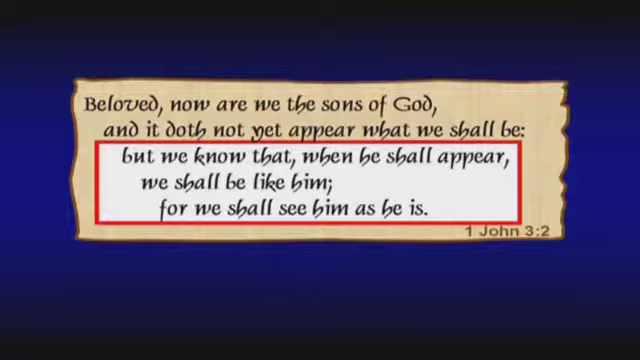 Beloved, now are we the sons of God,
and it doth not yet appear what we shall be:
but we know that, when he shall appear,
we shall be like him;
for we shall see him as he is.
1 John 3:2